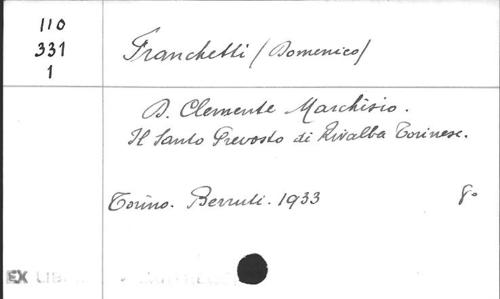 110
331
1
Franchetti (Domenico)
D. Clemente Marchisio.
Il Santo Prevosto di Rivalba Torinese.
Torino. Berruti. 1933 8°
EX